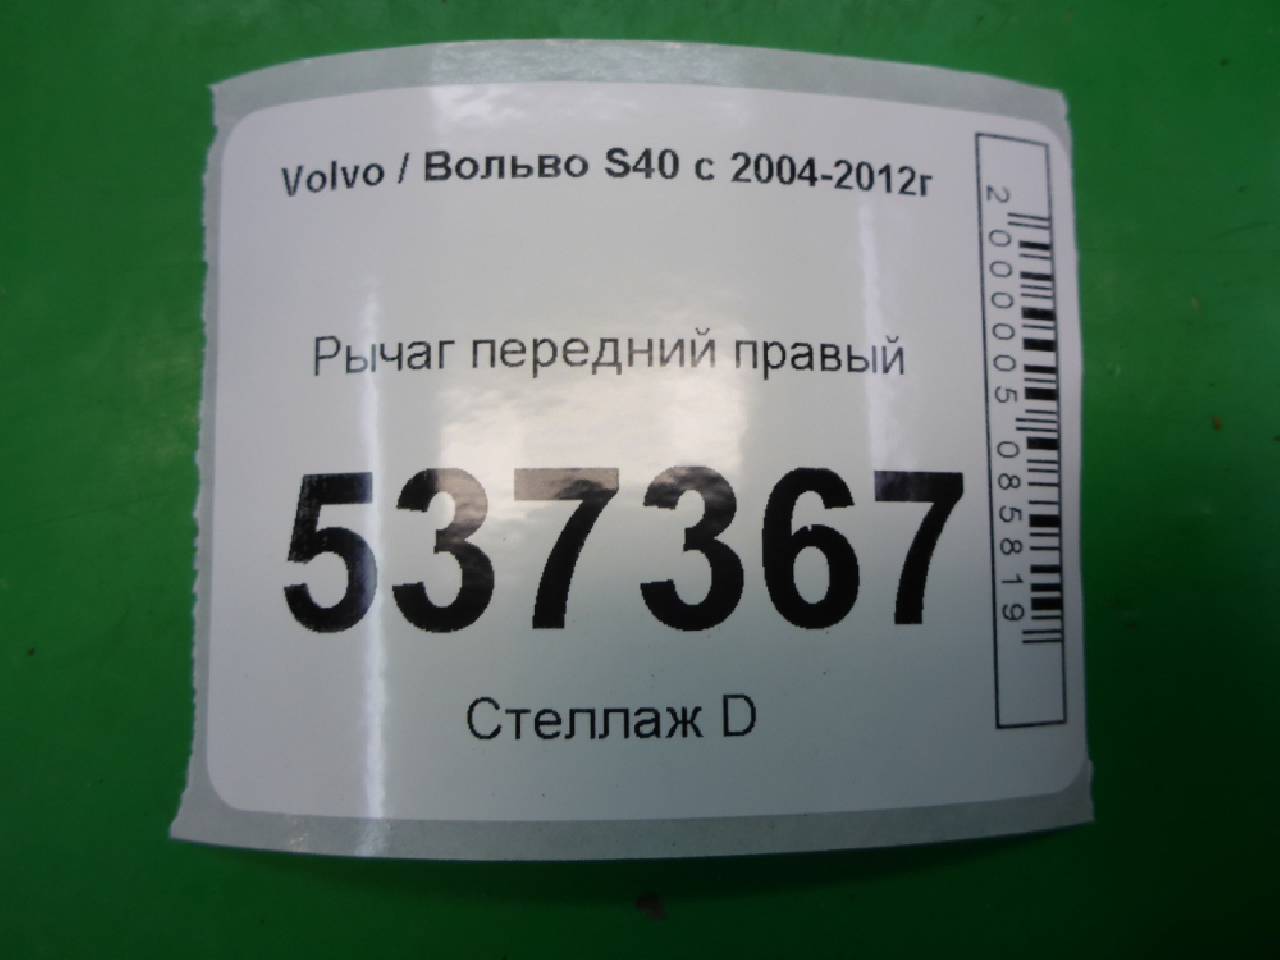 Volvo / Вольво S40 с 2004-2012г
Рычаг передний правый
537367
Стеллаж D
2000005085819